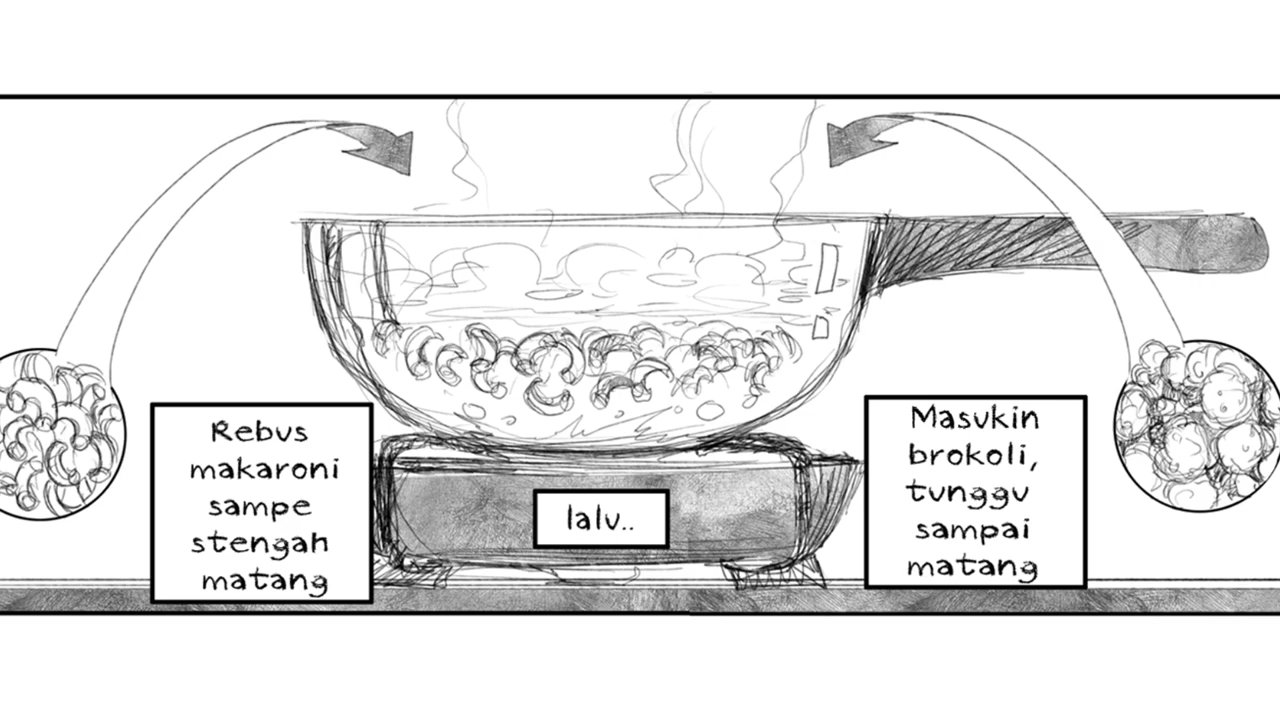 Rebus
makaroni
sampe
stengah
matang
lalu..
Masukin
brokoli,
tunggu
sampai
matang